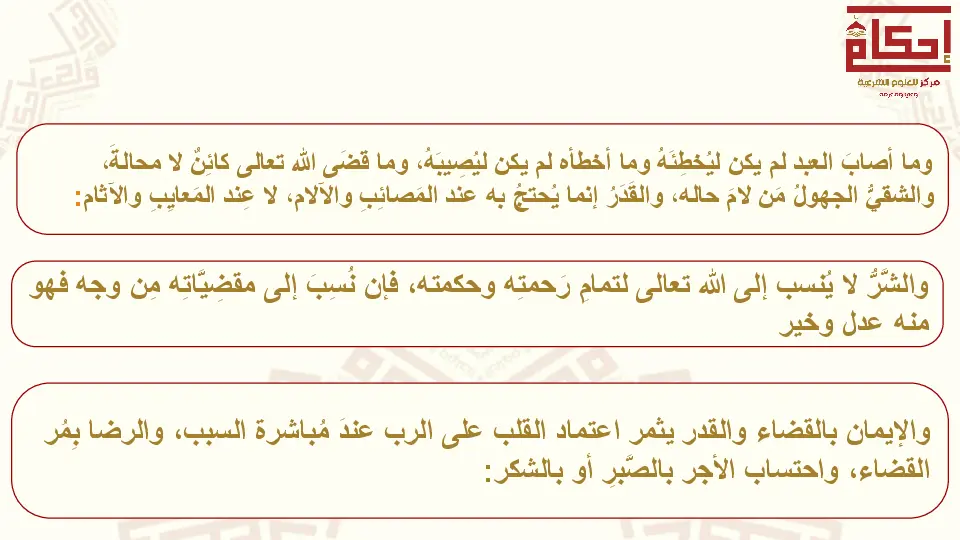 إحكام
مركز للعلوم الشرعية
وما أصابَ العبد لم يكن ليُخطِئَهُ وما أخطأه لم يكن ليُصِيبَهُ، وما قضَى الله تعالى كائِنٌ لا محالةَ،
والشقيُّ الجهولُ مَن لامَ حاله، والقَدَرُ إنما يُحتجُّ به عند المَصائِبِ والآلام، لا عِند المَعايِبِ والآثام:
والشَّرُّ لا يُنسب إلى الله تعالى لتمامِ رَحمتِه وحكمته، فإن نُسِبَ إلى مقضِيَّاتِه مِن وجه فهو
منه عدل وخير
والإيمان بالقضاء والقدر يثمر اعتماد القلب على الرب عندَ مُباشرة السبب، والرضا بِمُر
القضاء، واحتساب الأجر بالصَّبرِ أو بالشكر: